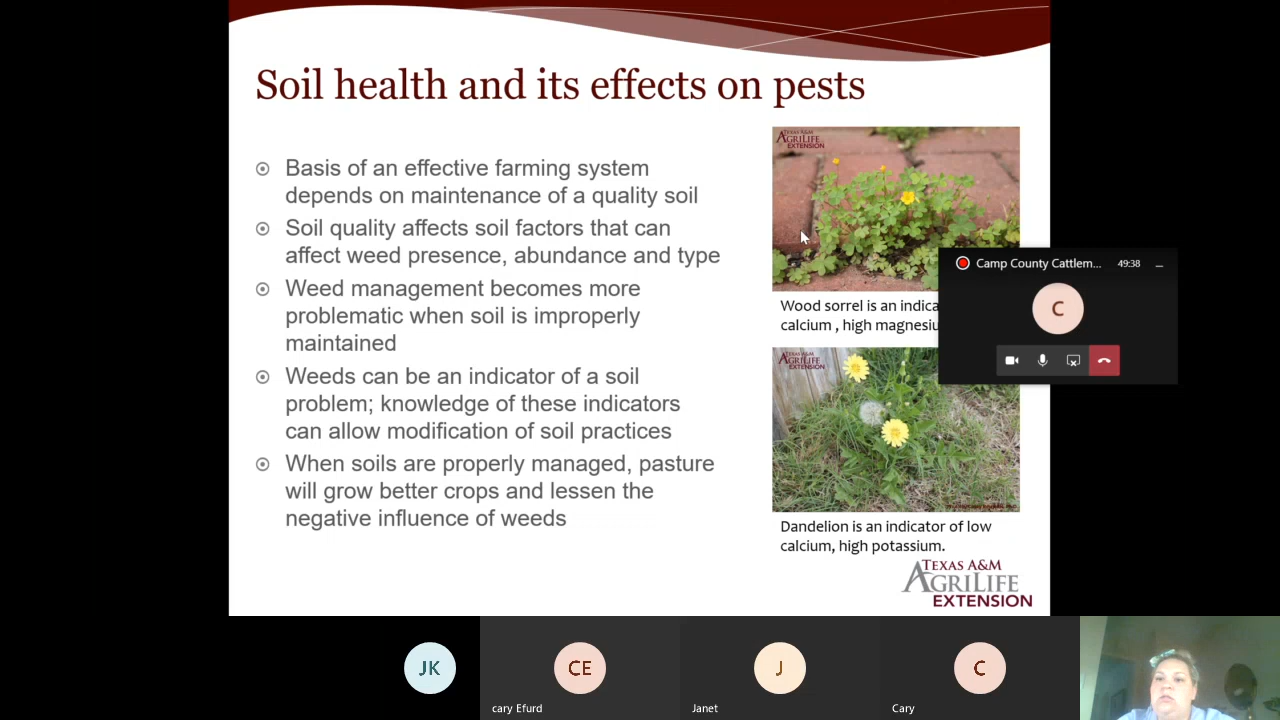 Soil health and its effects on pests
Basis of an effective farming system
depends on maintenance of a quality soil
Soil quality affects soil factors that can
affect weed presence, abundance and type
Weed management becomes more
problematic when soil is improperly
maintained
Weeds can be an indicator of a soil
problem; knowledge of these indicators
can allow modification of soil practices
When soils are properly managed, pasture
will grow better crops and lessen the
negative influence of weeds
TEXAS A&M
AGRILIFE
EXTENSION
Wood sorrel is an
calcium , high
TEXAS A&M
AGRILIFE
EXTENSION
Dandelion is an indicator of low
calcium, high potassium.
TEXAS A&M
AGRILIFE
EXTENSION
Camp County Cattlem... 49:38
C
JK
CE
J
C
cary Efurd
Janet
Cary